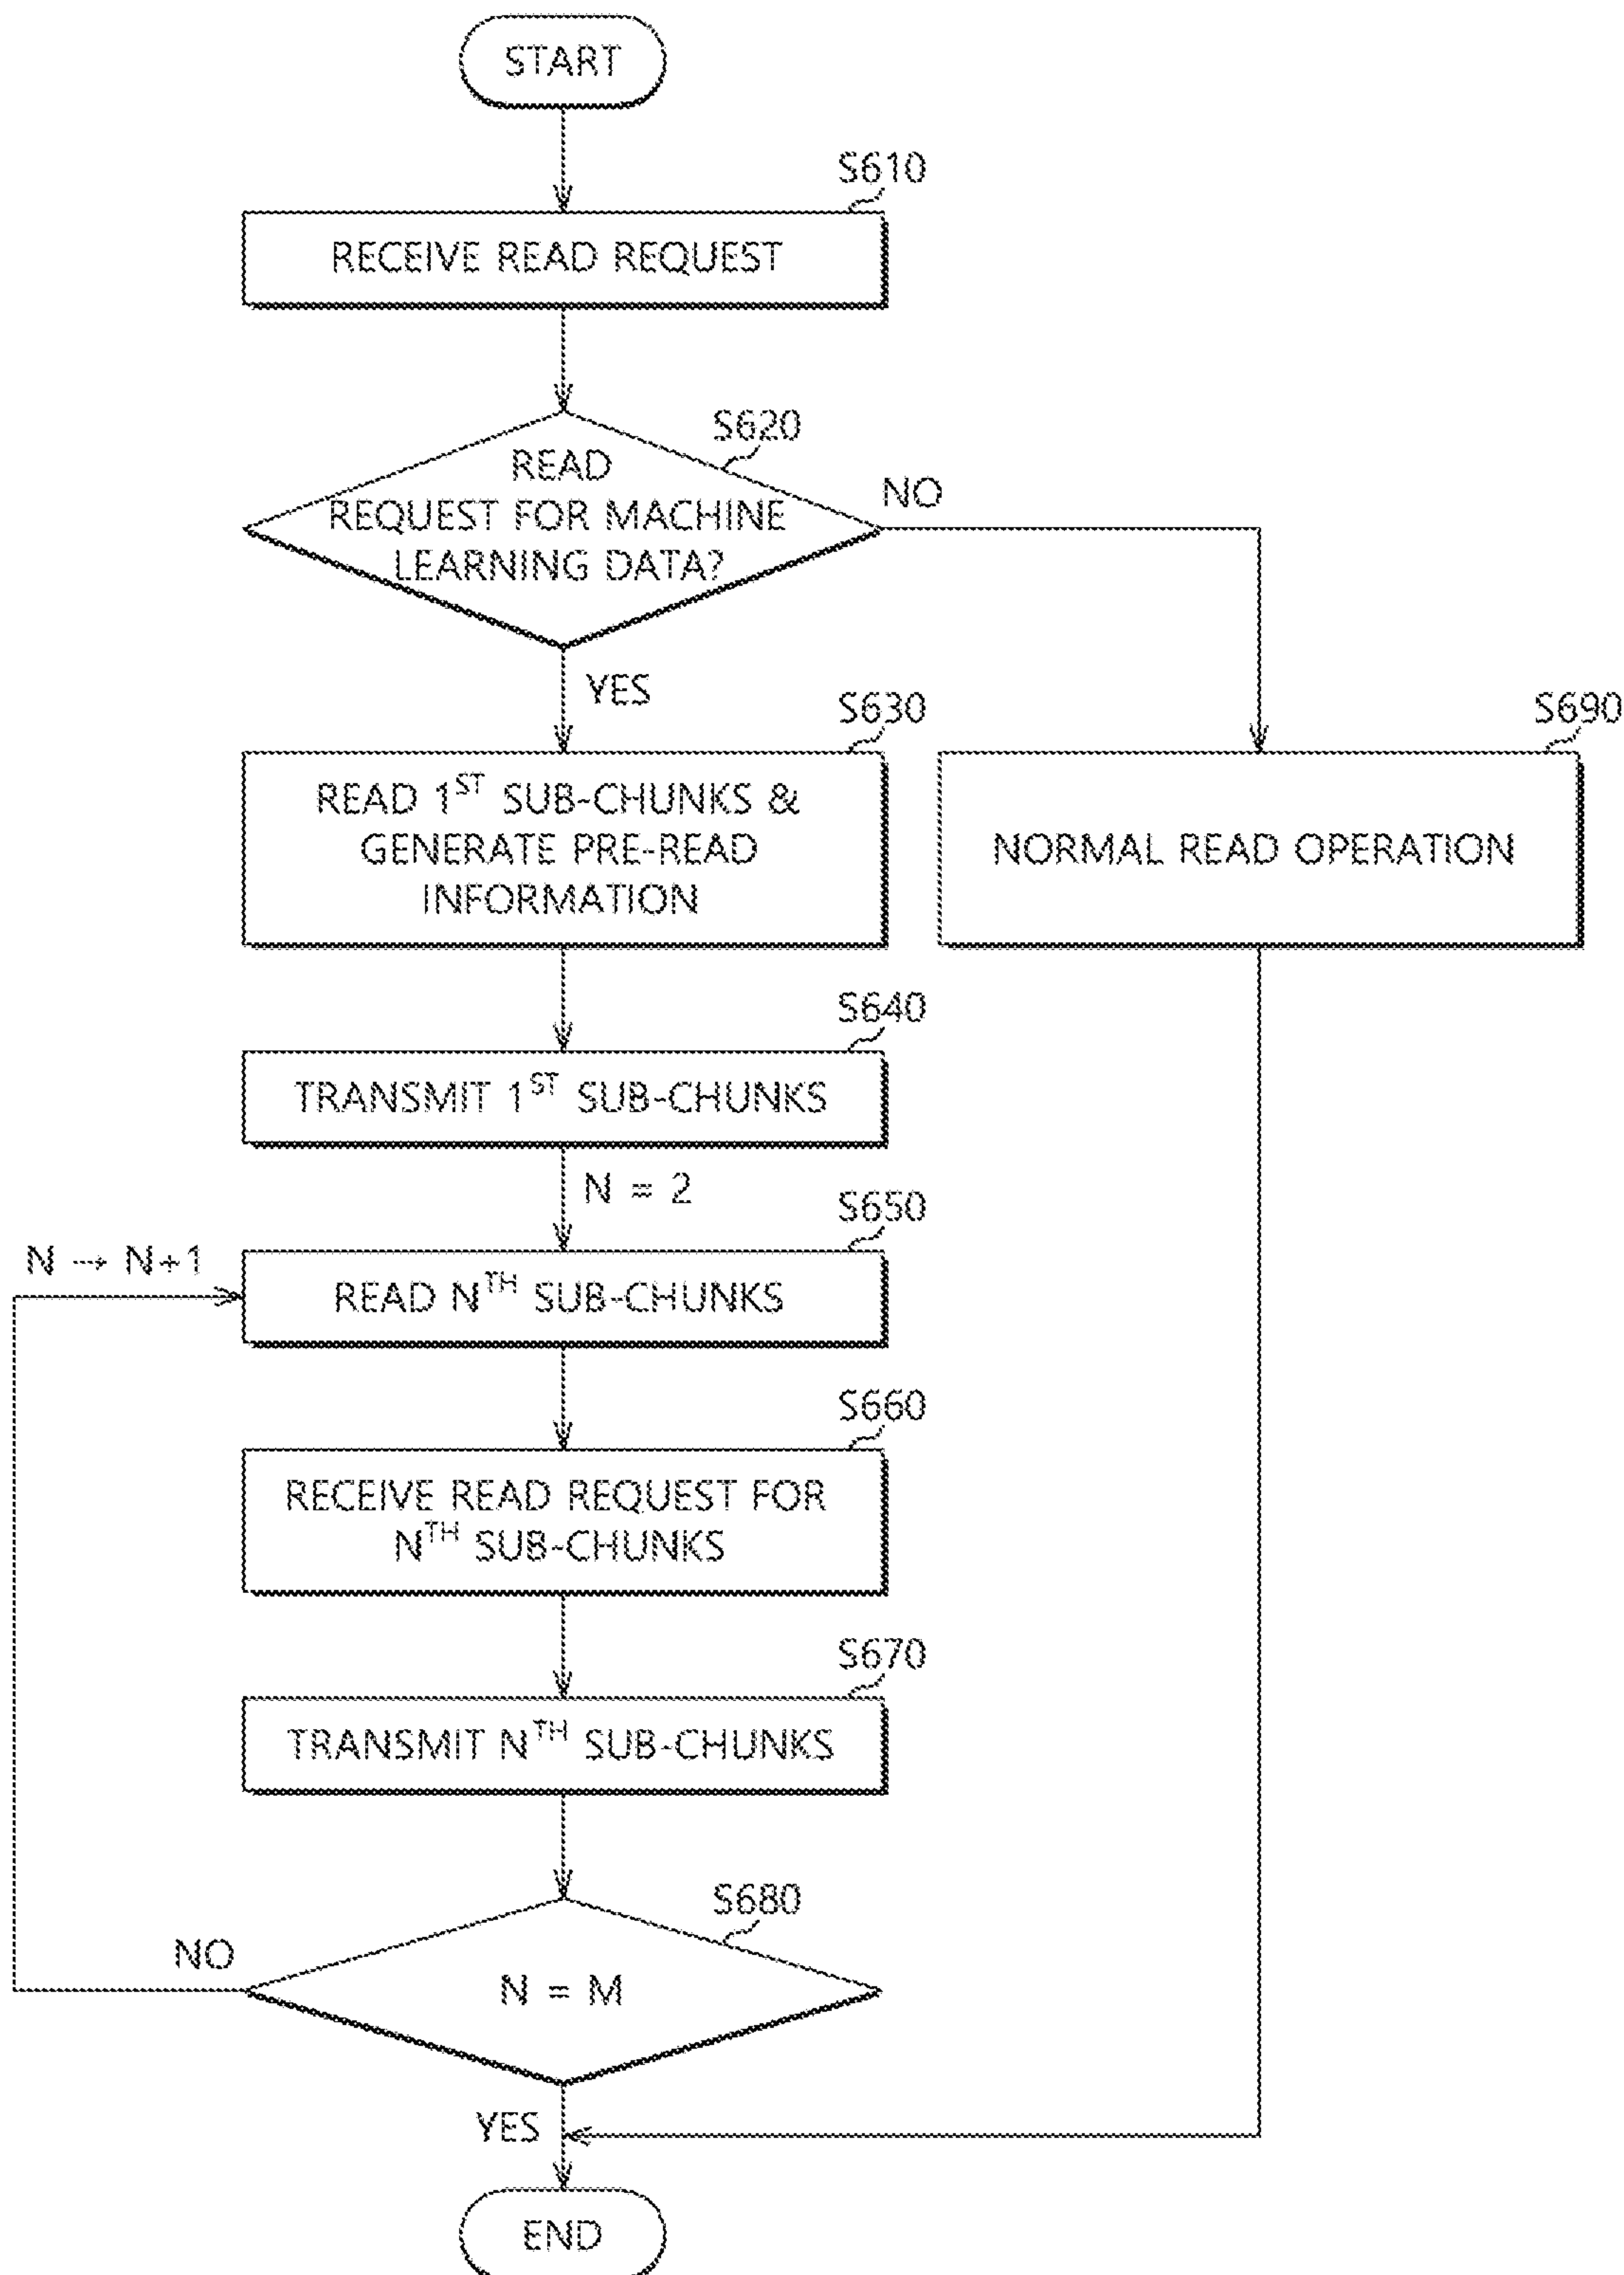 START
S610
RECEIVE READ REQUEST
S620
READ
REQUEST FOR MACHINE
LEARNING DATA?
NO
YES
S630
READ 1ST SUB-CHUNKS &
GENERATE PRE-READ
INFORMATION
S690
NORMAL READ OPERATION
S640
TRANSMIT 1ST SUB-CHUNKS
N = 2
S650
N → N+1
READ NTH SUB-CHUNKS
S660
RECEIVE READ REQUEST FOR
NTH SUB-CHUNKS
S670
TRANSMIT NTH SUB-CHUNKS
S680
NO
N = M
YES
END